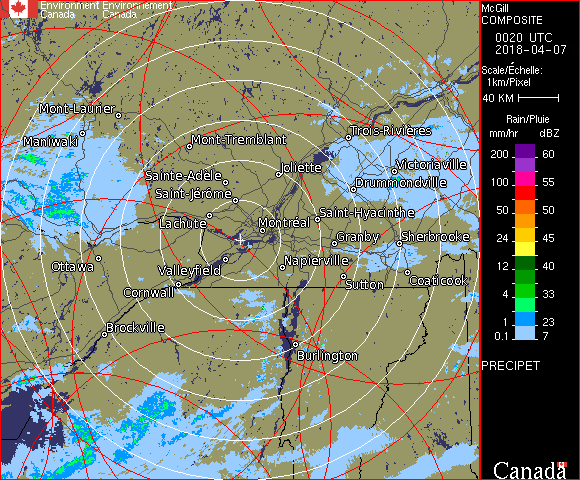 Environment Environnement
Canada Canada
McGill
COMPOSITE
0020 UTC
2018-04-07
Scale/Échelle:
1km/Pixel
40 KM
Rain/Pluie
mm/hr dBZ
200 60
100 55
50 50
24 45
12 40
4 33
1 23
0.1 7
PRECIPET
Canada
Mont-Laurier
Maniwaki
Mont-Tremblant
Trois-Rivières
Sainte-Adèle
Joliette
Victoriaville
Saint-Jérôme
Drummondville
Lachute
Montréal
Saint-Hyacinthe
Granby
Sherbrooke
Ottawa
Valleyfield
Napierville
Cornwall
Sutton
Coaticook
Brockville
Burlington